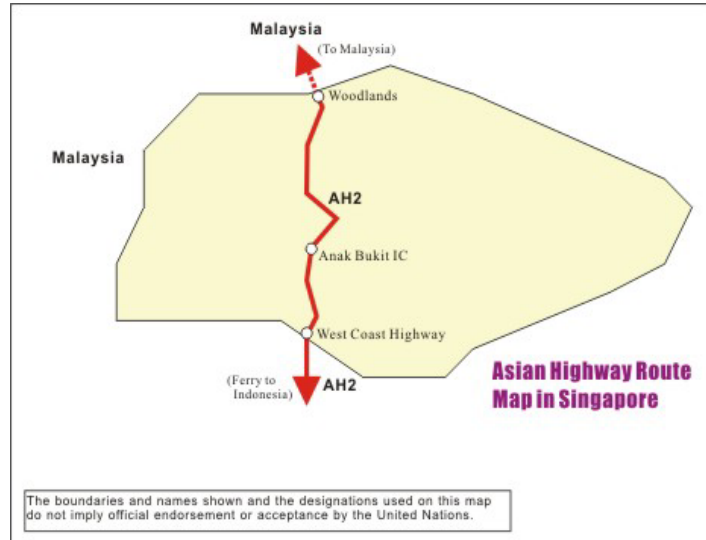 Malaysia
(To Malaysia)
Woodlands
Malaysia
AH2
Anak Bukit IC
West Coast Highway
(Ferry to
Indonesia)
AH2
Asian Highway Route
Map in Singapore
The boundaries and names shown and the designations used on this map
do not imply official endorsement or acceptance by the United Nations.